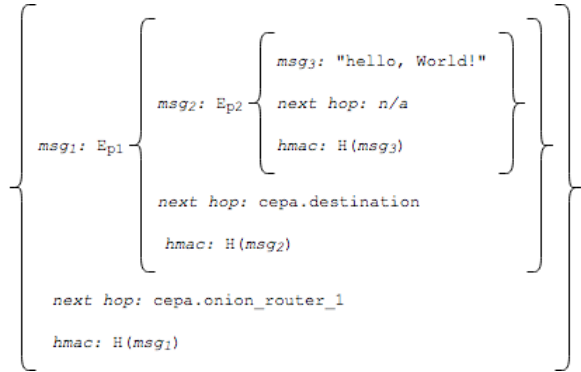 msg3: "hello, World!"
msg2: Ep2
next hop: n/a
msg1: Ep1
hmac: H(msg3)
next hop: cepa.destination
hmac: H(msg2)
next hop: cepa.onion_router_1
hmac: H(msg1)